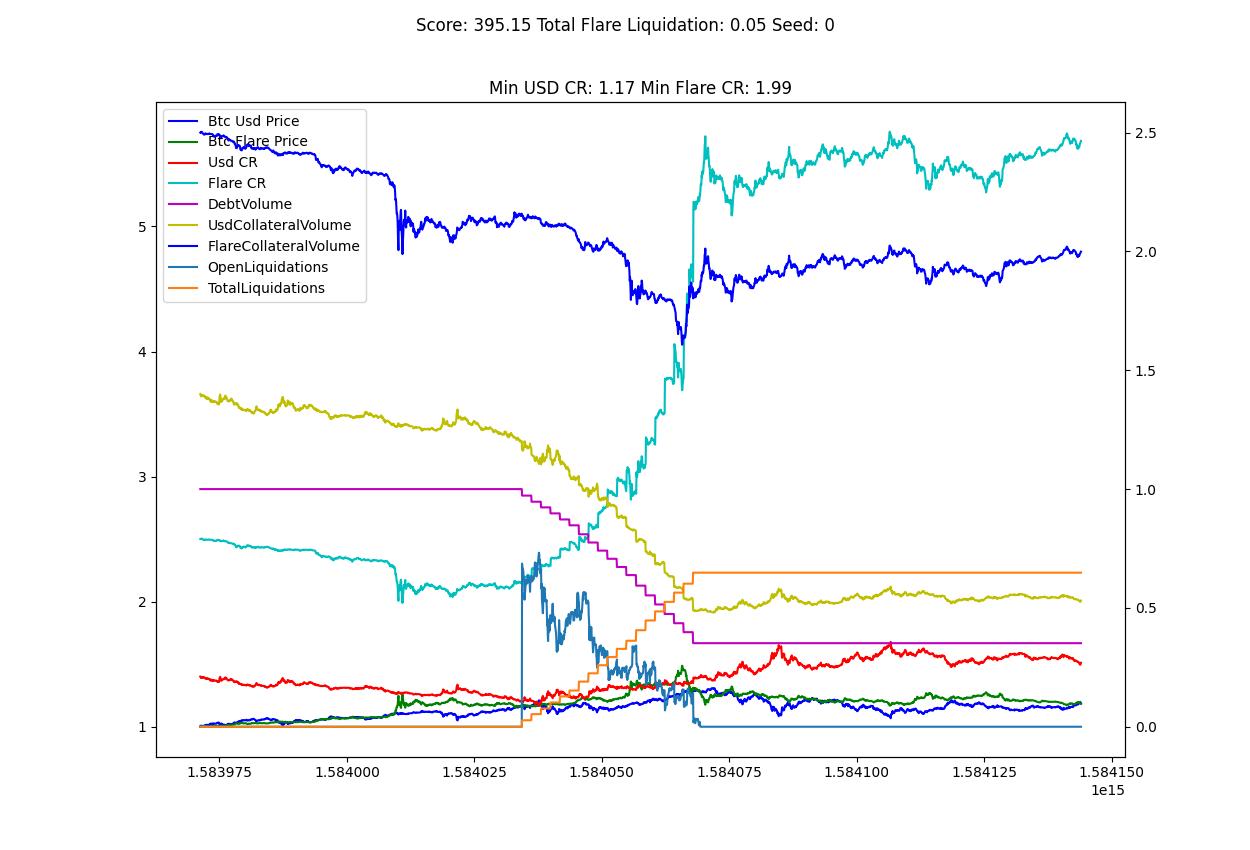 Score: 395.15 Total Flare Liquidation: 0.05 Seed: 0
Min USD CR: 1.17 Min Flare CR: 1.99
Btc Usd Price
Btc Flare Price
Usd CR
Flare CR
DebtVolume
UsdCollateralVolume
FlareCollateralVolume
OpenLiquidations
TotalLiquidations
5
4
3
2
1
2.5
2.0
1.5
1.0
0.5
0.0
1.583975 1.584000 1.584025 1.584050 1.584075 1.584100 1.584125 1.584150
1e15